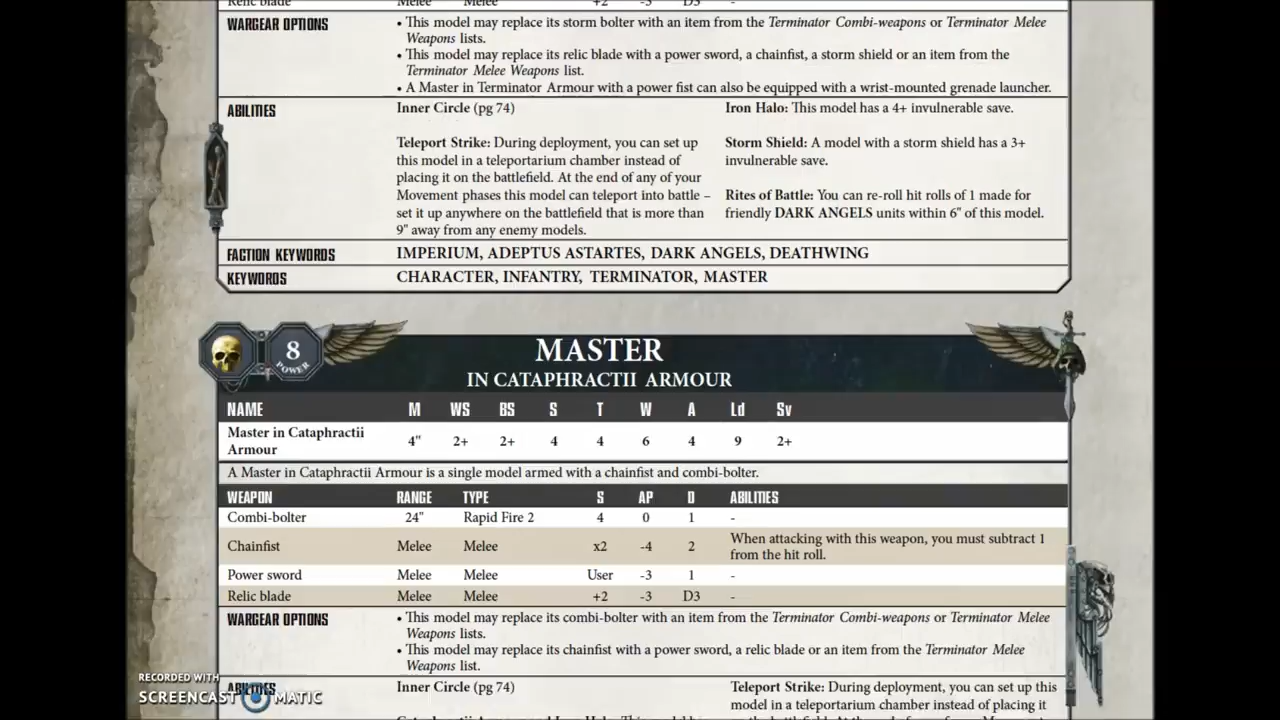 Relic blade Melee Melee +2 -3 D3 -
WARGEAR OPTIONS
• This model may replace its storm bolter with an item from the Terminator Combi-weapons or Terminator Melee
Weapons lists.
• This model may replace its relic blade with a power sword, a chainfist, a storm shield or an item from the
Terminator Melee Weapons list.
• A Master in Terminator Armour with a power fist can also be equipped with a wrist-mounted grenade launcher.
ABILITIES
Inner Circle (pg 74)
Teleport Strike: During deployment, you can set up
this model in a teleportarium chamber instead of
placing it on the battlefield. At the end of any of your
Movement phases this model can teleport into battle –
set it up anywhere on the battlefield that is more than
9" away from any enemy models.
Iron Halo: This model has a 4+ invulnerable save.
Storm Shield: A model with a storm shield has a 3+
invulnerable save.
Rites of Battle: You can re-roll hit rolls of 1 made for
friendly DARK ANGELS units within 6" of this model.
FACTION KEYWORDS IMPERIUM, ADEPTUS ASTARTES, DARK ANGELS, DEATHWING
KEYWORDS CHARACTER, INFANTRY, TERMINATOR, MASTER
8
POWER
MASTER
IN CATAPHRACTII ARMOUR
NAME M WS BS S T W A Ld Sv
Master in Cataphractii
Armour
4" 2+ 2+ 4 4 6 4 9 2+
A Master in Cataphractii Armour is a single model armed with a chainfist and combi-bolter.
WEAPON RANGE TYPE S AP D ABILITIES
Combi-bolter 24" Rapid Fire 2 4 0 1 -
Chainfist Melee Melee x2 -4 2 When attacking with this weapon, you must subtract 1
from the hit roll.
Power sword Melee Melee User -3 1 -
Relic blade Melee Melee +2 -3 D3 -
WARGEAR OPTIONS
• This model may replace its combi-bolter with an item from the Terminator Combi-weapons or Terminator Melee
Weapons lists.
• This model may replace its chainfist with a power sword, a relic blade or an item from the Terminator Melee
Weapons list.
ABILITIES
Inner Circle (pg 74)
Teleport Strike: During deployment, you can set up this
model in a teleportarium chamber instead of placing it
RECORDED WITH
SCREENCAST MATIC